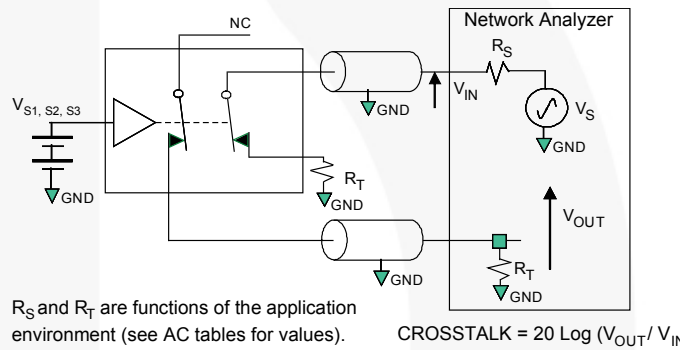 Network Analyzer
NC
R_S
V_S1, S2, S3
V_IN
V_S
GND
GND
GND
R_T
GND
V_OUT
R_T
GND
GND
R_S and R_T are functions of the application
environment (see AC tables for values).
CROSSTALK = 20 Log (V_OUT/ V_IN